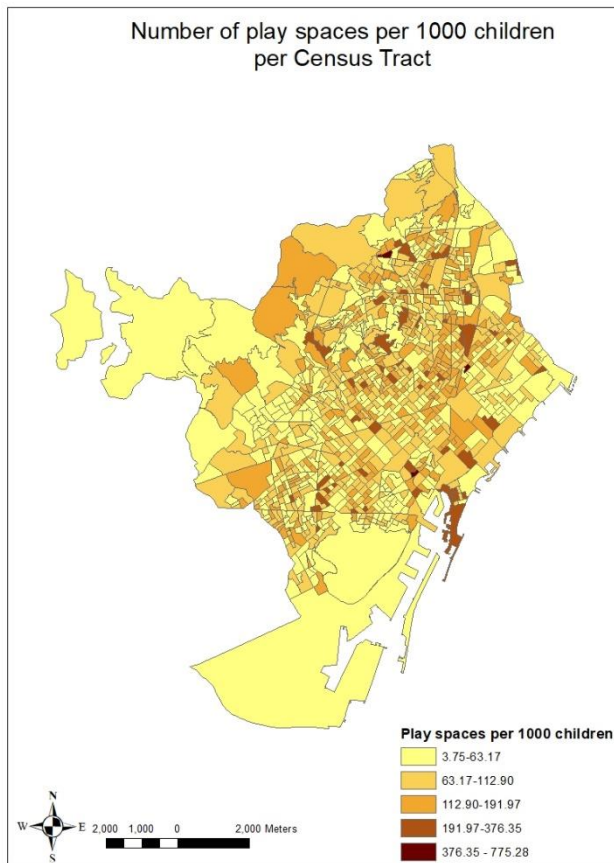 Number of play spaces per 1000 children
per Census Tract
Play spaces per 1000 children
3.75-63.17
63.17-112.90
112.90-191.97
191.97-376.35
376.35 - 775.28
N
W
E
S
2,000 1,000 0 2,000 Meters